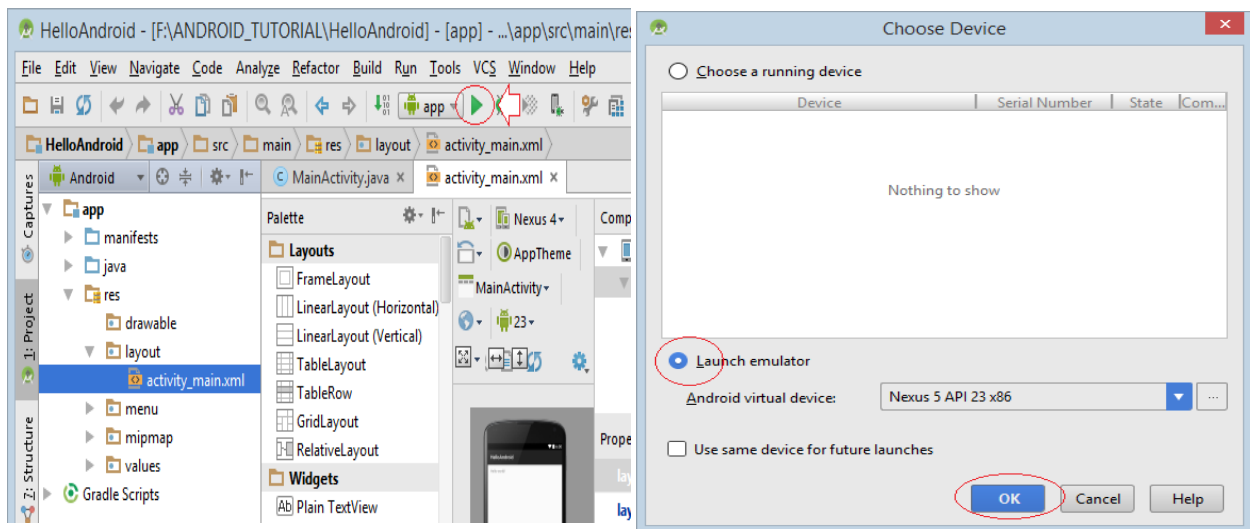 HelloAndroid - [F:\ANDROID_TUTORIAL\HelloAndroid] - [app] - ...\app\src\main\re
File Edit View Navigate Code Analyze Refactor Build Run Tools VCS Window Help
app
HelloAndroid app src main res layout activity_main.xml
Android
MainActivity.java
activity_main.xml
Captures
1: Project
7: Structure
app
manifests
java
res
drawable
layout
activity_main.xml
menu
mipmap
values
Gradle Scripts
Palette
Layouts
FrameLayout
LinearLayout (Horizontal)
LinearLayout (Vertical)
TableLayout
TableRow
GridLayout
RelativeLayout
Widgets
Ab Plain TextView
Nexus 4
AppTheme
MainActivity
23
HelloAndroid
Comp
Prope
lay
lay
Choose Device
Choose a running device
Device Serial Number State Com...
Nothing to show
Launch emulator
Android virtual device: Nexus 5 API 23 x86 ...
Use same device for future launches
OK Cancel Help